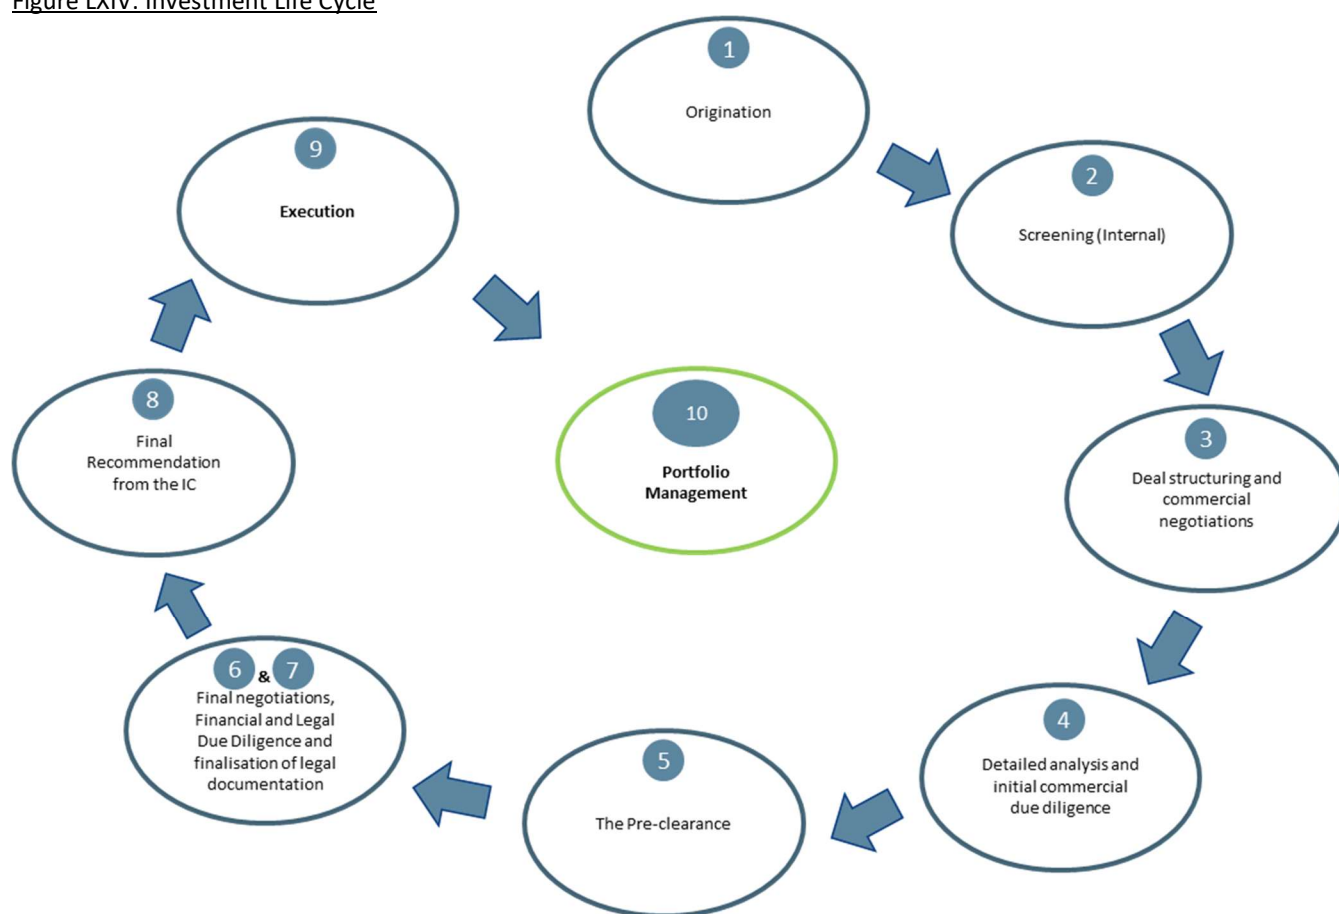 Figure LXIV: Investment Life Cycle
1
Origination
2
Screening (Internal)
3
Deal structuring and
commercial
negotiations
4
Detailed analysis and
initial commercial
due diligence
5
The Pre-clearance
6 & 7
Final negotiations,
Financial and Legal
Due Diligence and
finalisation of legal
documentation
8
Final
Recommendation
from the IC
9
Execution
10
Portfolio
Management